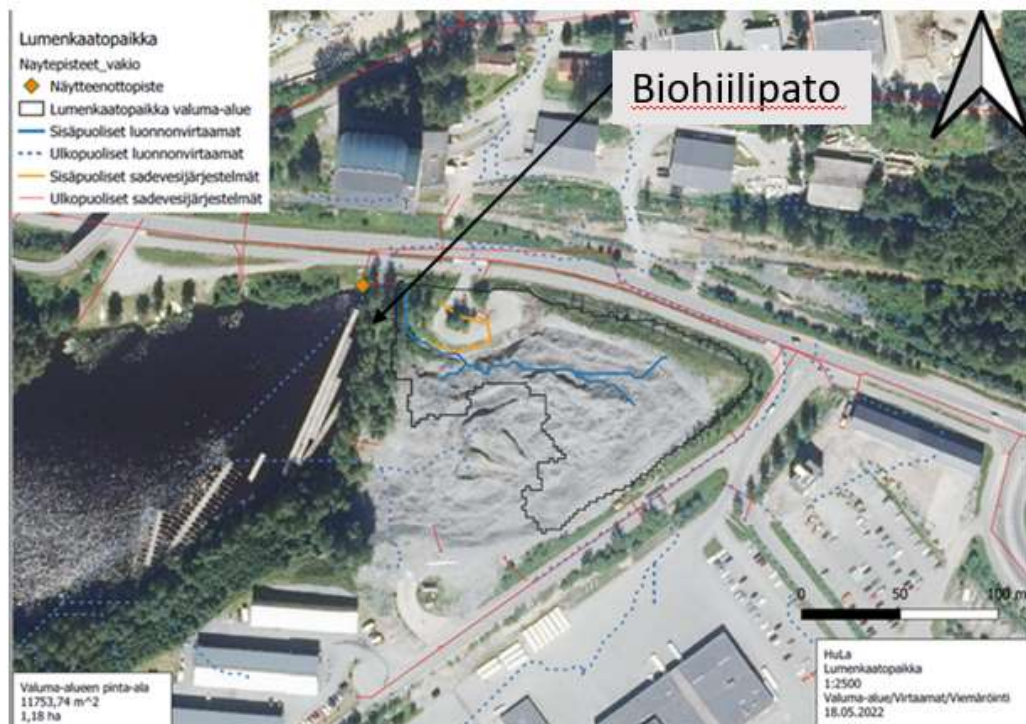 Lumenkaatopaikka
Naytepisteet_vakio
Näytteenottopiste
Lumenkaatopaikka valuma-alue
Sisäpuoliset luonnonvirtaamat
Ulkopuoliset luonnonvirtaamat
Sisäpuoliset sadevesijärjestelmät
Ulkopuoliset sadevesijärjestelmät
Biohiilipato
0 50 100 m
Valuma-alueen pinta-ala
11753,74 m^2
1,18 ha
HuLa
Lumenkaatopaikka
1:2500
Valuma-alue/Virtaamat/Viemäröinti
18.05.2022